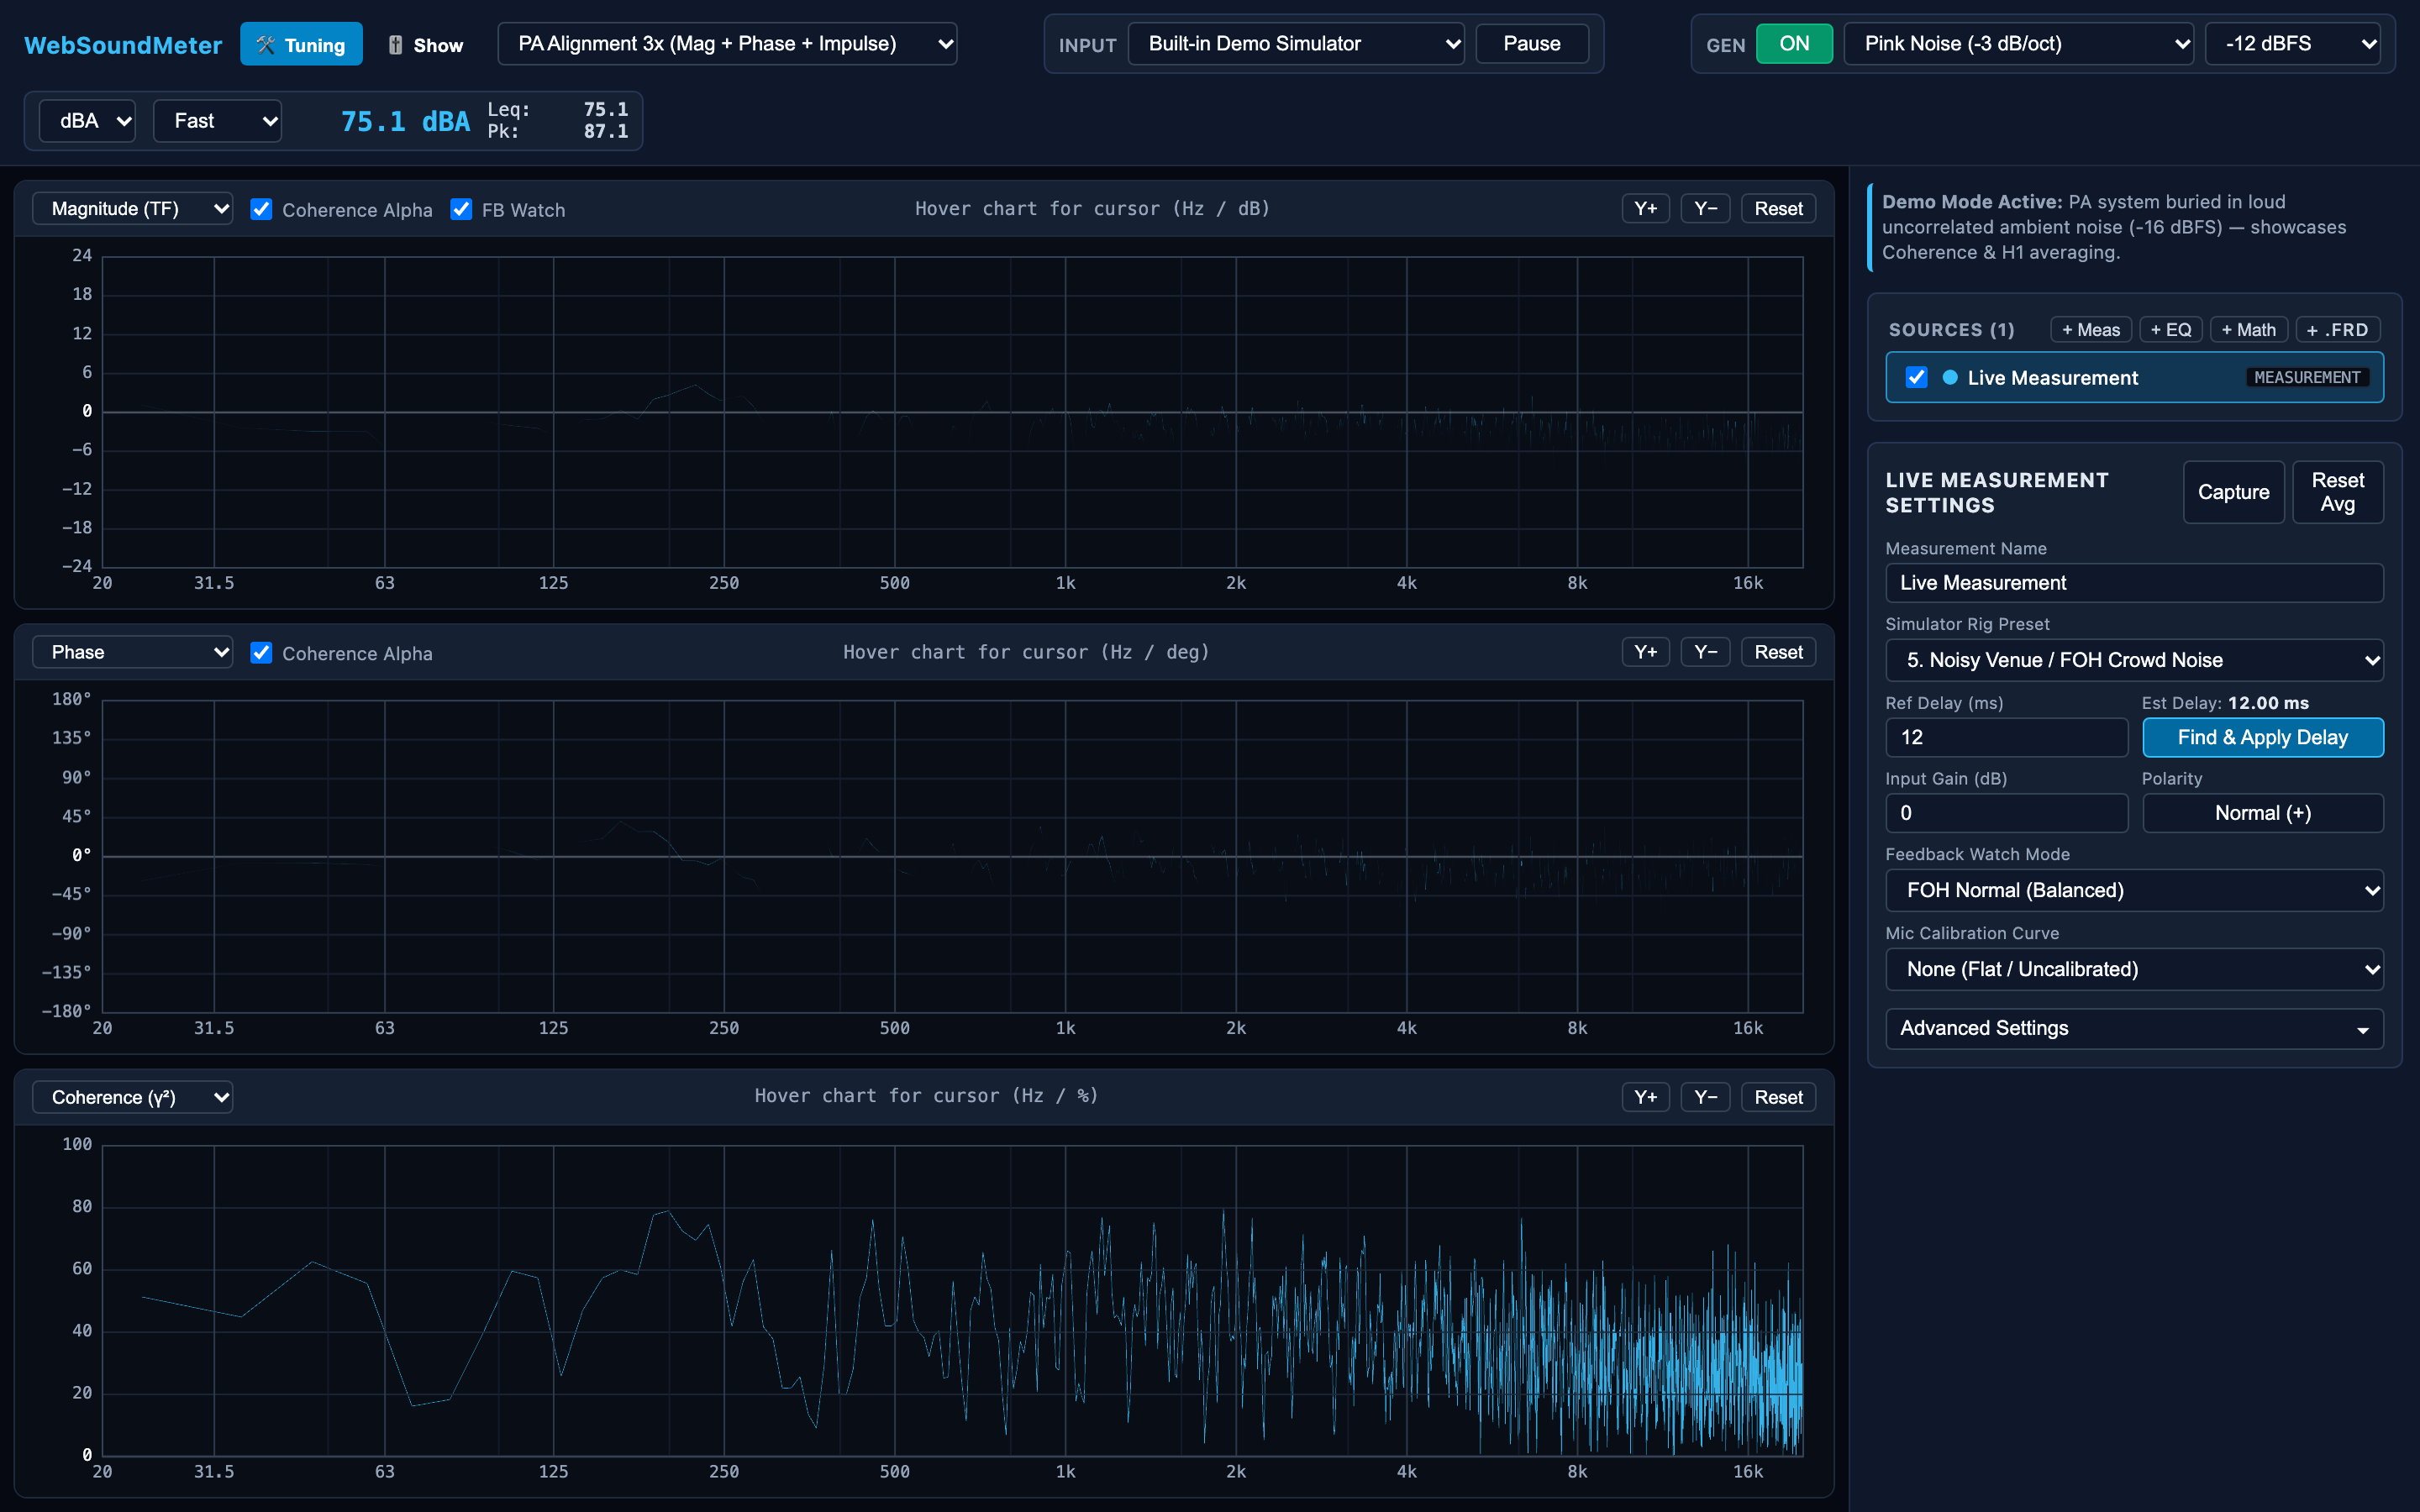 WebSoundMeter
🛠️ Tuning
🎚️ Show
PA Alignment 3x (Mag + Phase + Impulse)
INPUT
Built-in Demo Simulator
Pause
GEN
ON
Pink Noise (-3 dB/oct)
-12 dBFS
dBA
Fast
75.1 dBA
Leq: 75.1
Pk: 87.1
Magnitude (TF)
Coherence Alpha
FB Watch
Hover chart for cursor (Hz / dB)
Y+
Y−
Reset
24
18
12
6
0
−6
−12
−18
−24
20 31.5 63 125 250 500 1k 2k 4k 8k 16k
Phase
Coherence Alpha
Hover chart for cursor (Hz / deg)
Y+
Y−
Reset
180°
135°
90°
45°
0°
−45°
−90°
−135°
−180°
20 31.5 63 125 250 500 1k 2k 4k 8k 16k
Coherence (γ²)
Hover chart for cursor (Hz / %)
Y+
Y−
Reset
100
80
60
40
20
0
20 31.5 63 125 250 500 1k 2k 4k 8k 16k
Demo Mode Active: PA system buried in loud
uncorrelated ambient noise (-16 dBFS) — showcases
Coherence & H1 averaging.
SOURCES (1)
+ Meas
+ EQ
+ Math
+ .FRD
Live Measurement
MEASUREMENT
LIVE MEASUREMENT
SETTINGS
Capture
Reset
Avg
Measurement Name
Live Measurement
Simulator Rig Preset
5. Noisy Venue / FOH Crowd Noise
Ref Delay (ms)
Est Delay: 12.00 ms
12
Find & Apply Delay
Input Gain (dB)
Polarity
0
Normal (+)
Feedback Watch Mode
FOH Normal (Balanced)
Mic Calibration Curve
None (Flat / Uncalibrated)
Advanced Settings